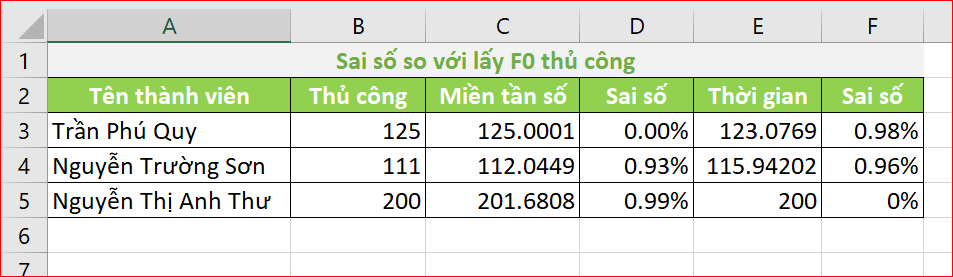 A B C D E F
1 Sai số so với lấy F0 thủ công
2 Tên thành viên Thủ công Miền tần số Sai số Thời gian Sai số
3 Trần Phú Quy 125 125.0001 0.00% 123.0769 0.98%
4 Nguyễn Trường Sơn 111 112.0449 0.93% 115.94202 0.96%
5 Nguyễn Thị Anh Thư 200 201.6808 0.99% 200 0%
6
7